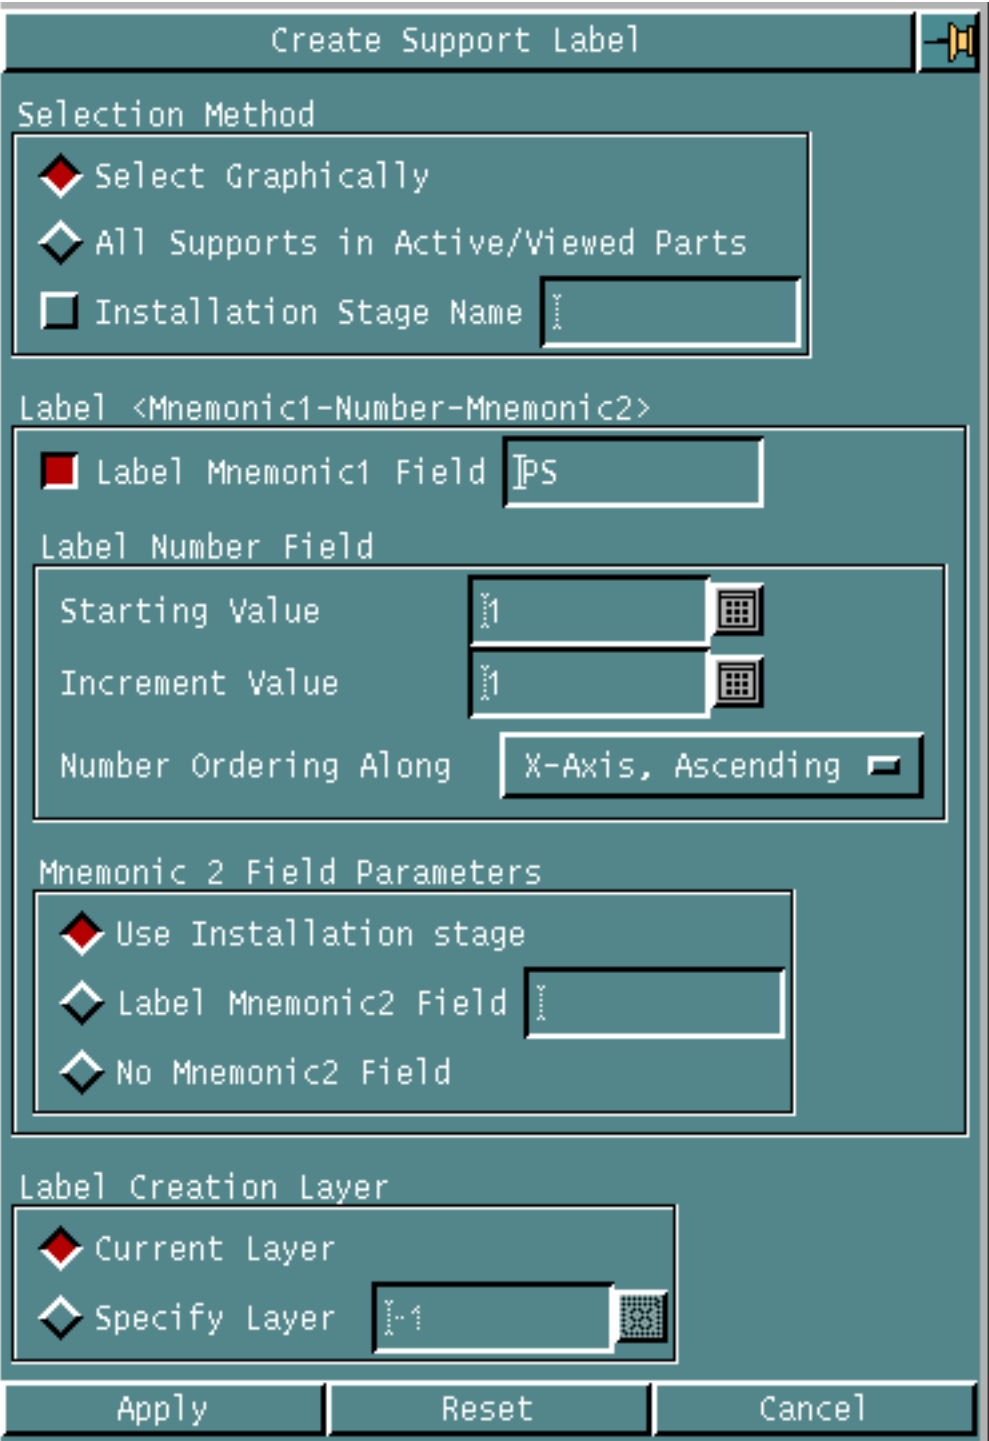 Create Support Label
Selection Method
Select Graphically
All Supports in Active/Viewed Parts
Installation Stage Name
Label <Mnemonic1-Number-Mnemonic2>
Label Mnemonic1 Field PS
Label Number Field
Starting Value 1
Increment Value 1
Number Ordering Along X-Axis, Ascending
Mnemonic 2 Field Parameters
Use Installation stage
Label Mnemonic2 Field
No Mnemonic2 Field
Label Creation Layer
Current Layer
Specify Layer -1
Apply Reset Cancel